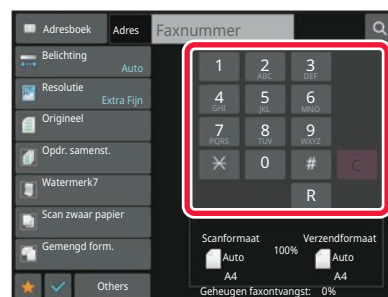 Adresboek Adres Faxnummer
Belichting
Auto
Resolutie
Extra Fijn
Origineel
Opdr. samenst.
Watermerk7
Scan zwaar papier
Gemengd form.
Others
1 2 3
ABC DEF
4 5 6
GHI JKL MNO
7 8 9
PQRS TUV WXYZ
0 # C
R
Scanformaat Verzendformaat
Auto 100% Auto
A4 A4
Geheugen faxontvangst: 0%